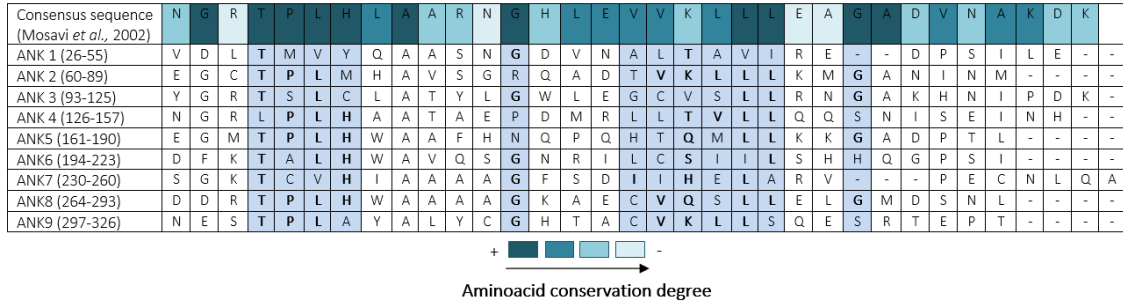 Consensus sequence N G R T P L H L A A R N G H L E V V K L L L E A G A D V N A K D K
(Mosavi et al., 2002)
ANK 1 (26-55) V D L T M V Y Q A A S N G D V N A L T A V I R E - - D P S I L E - -
ANK 2 (60-89) E G C T P L M H A V S G R Q A D T V K L L L K M G A N I N M - - - -
ANK 3 (93-125) Y G R T S L C L A T Y L G W L E G C V S L L R N G A K H N I P D K -
ANK 4 (126-157) N G R L P L H A A T A E P D M R L L T V L L Q Q S N I S E I N H - -
ANK5 (161-190) E G M T P L H W A A F H N Q P Q H T Q M L L K K G A D P T L - - - -
ANK6 (194-223) D F K T A L H W A V Q S G N R I L C S I I L S H H Q G P S I - - - -
ANK7 (230-260) S G K T C V H I A A A A G F S D I I H E L A R V - - - P E C N L Q A
ANK8 (264-293) D D R T P L H W A A A A G K A E C V Q S L L E L G M D S N L - - - -
ANK9 (297-326) N E S T P L A Y A L Y C G H T A C V K L L S Q E S R T E P T - - - -
+ -
Aminoacid conservation degree